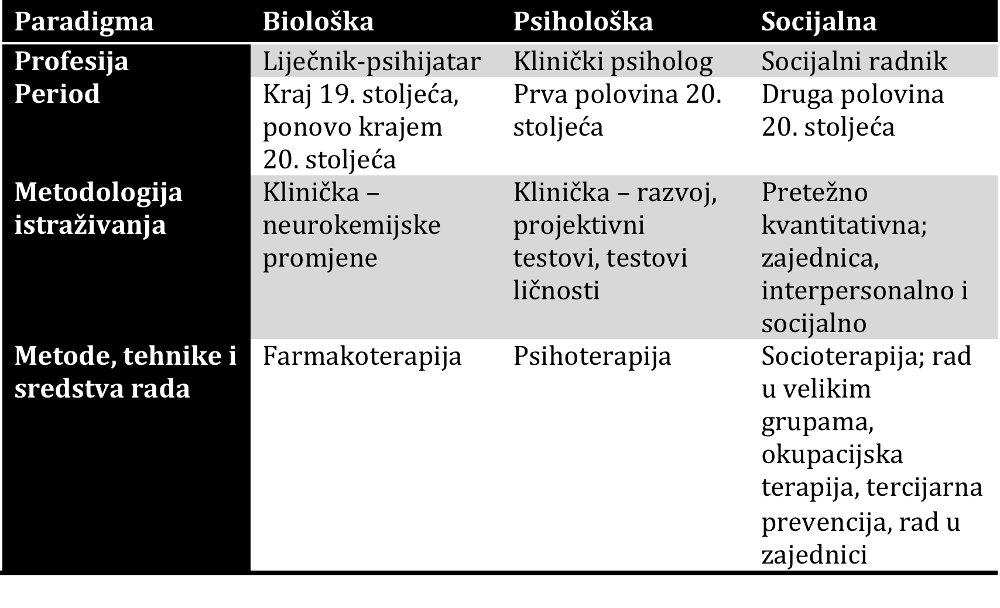 Paradigma Biološka Psihološka Socijalna
Profesija Liječnik-psihijatar Klinički psiholog Socijalni radnik
Period Kraj 19. stoljeća, Prva polovina 20. Druga polovina
ponovo krajem stoljeća 20. stoljeća
20. stoljeća
Metodologija Klinička – Klinička – razvoj, Pretežno
istraživanja neurokemijske projektivni kvantitativna;
promjene testovi, testovi zajednica,
ličnosti interpersonalno i
socijalno
Metode, tehnike i Farmakoterapija Psihoterapija Socioterapija; rad
sredstva rada u velikim
grupama,
okupacijska
terapija, tercijarna
prevencija, rad u
zajednici